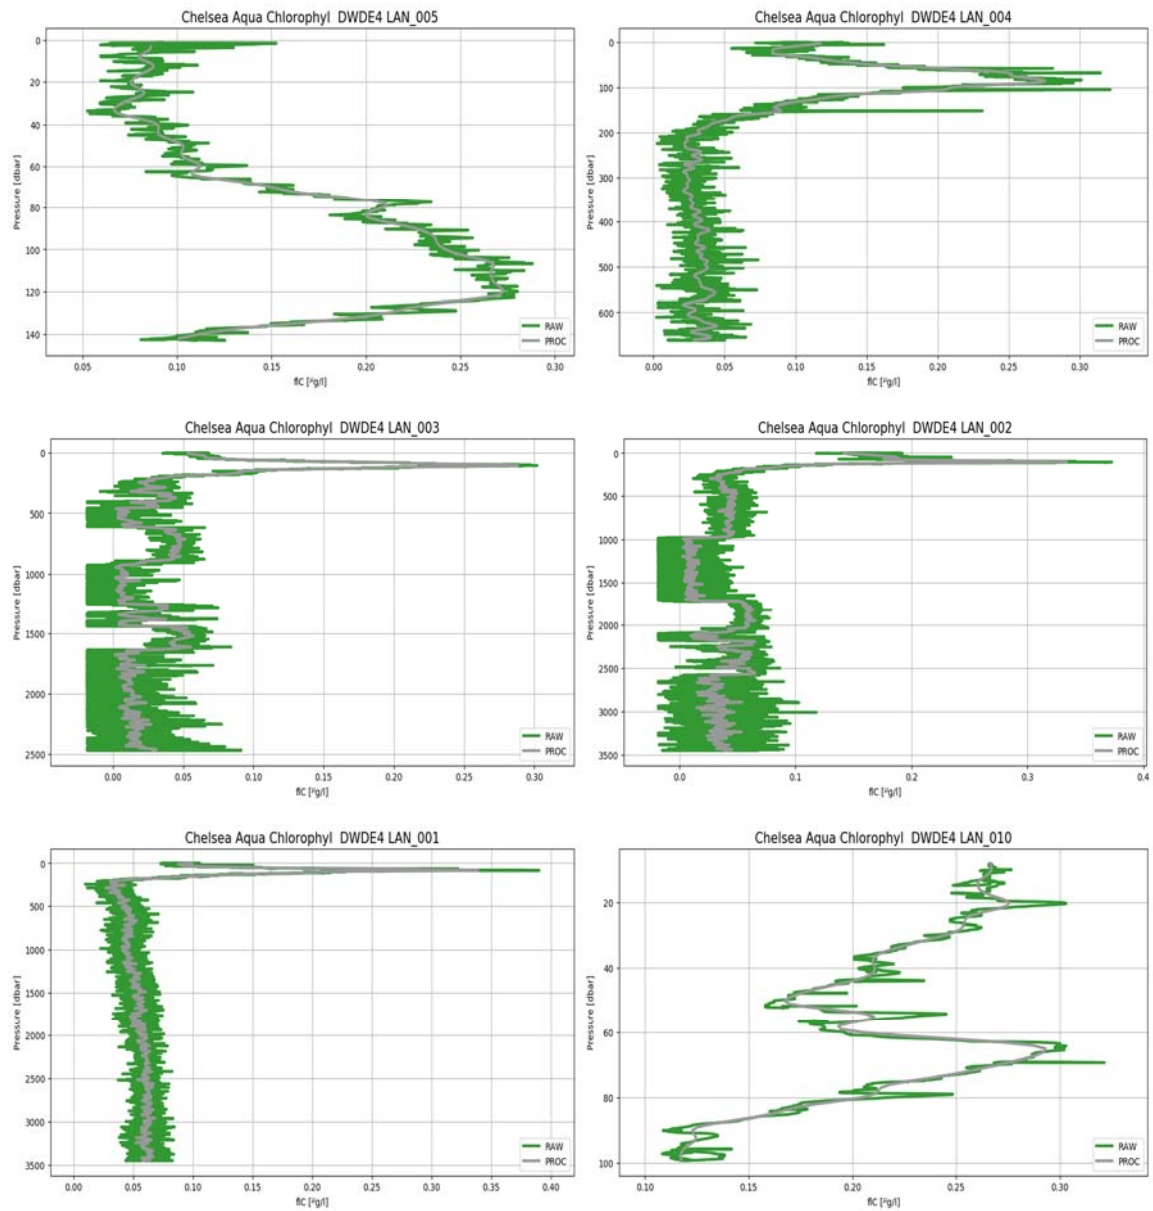 Chelsea Aqua Chlorophyl DWDE4 LAN_005
0
20
40
60
80
100
120
140
Pressure [dbar]
0.05 0.10 0.15 0.20 0.25 0.30
flC [µg/l]
RAW
PROC
Chelsea Aqua Chlorophyl DWDE4 LAN_004
0
100
200
300
400
500
600
Pressure [dbar]
0.00 0.05 0.10 0.15 0.20 0.25 0.30
flC [µg/l]
RAW
PROC
Chelsea Aqua Chlorophyl DWDE4 LAN_003
0
500
1000
1500
2000
2500
Pressure [dbar]
0.00 0.05 0.10 0.15 0.20 0.25 0.30
flC [µg/l]
RAW
PROC
Chelsea Aqua Chlorophyl DWDE4 LAN_002
0
500
1000
1500
2000
2500
3000
3500
Pressure [dbar]
0.0 0.1 0.2 0.3 0.4
flC [µg/l]
RAW
PROC
Chelsea Aqua Chlorophyl DWDE4 LAN_001
0
500
1000
1500
2000
2500
3000
3500
Pressure [dbar]
0.00 0.05 0.10 0.15 0.20 0.25 0.30 0.35 0.40
flC [µg/l]
RAW
PROC
Chelsea Aqua Chlorophyl DWDE4 LAN_010
20
40
60
80
100
Pressure [dbar]
0.10 0.15 0.20 0.25 0.30
flC [µg/l]
RAW
PROC